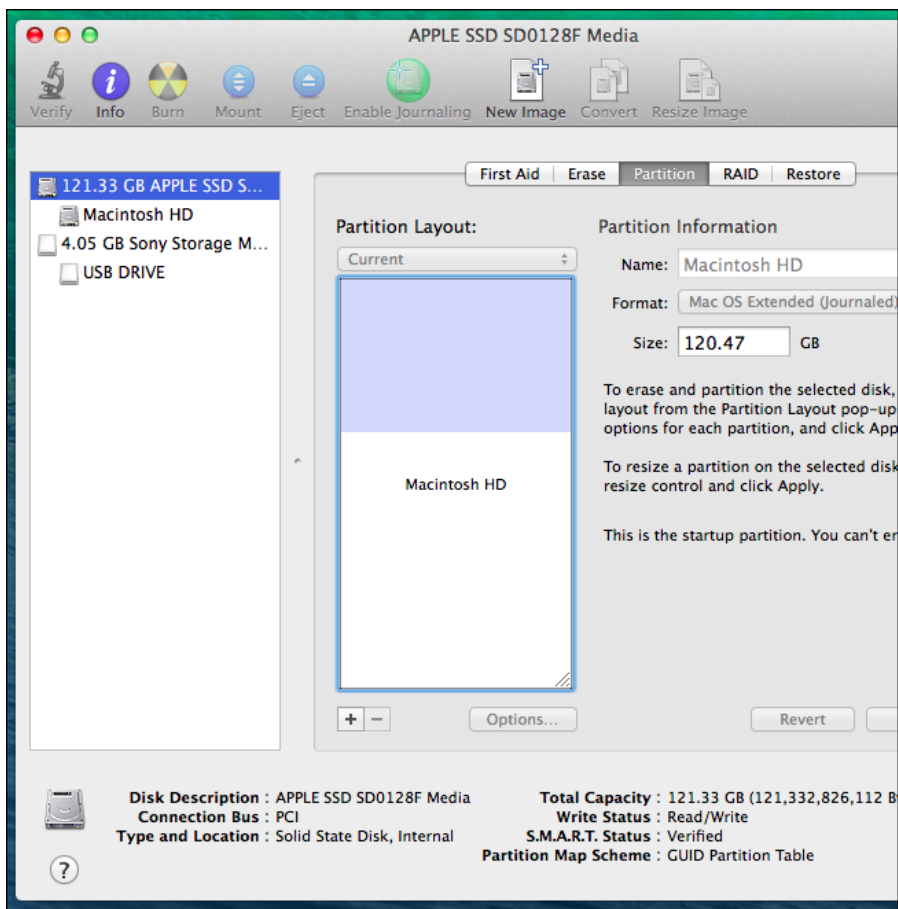 APPLE SSD SD0128F Media
Verify Info Burn Mount Eject Enable Journaling New Image Convert Resize Image
121.33 GB APPLE SSD S...
Macintosh HD
4.05 GB Sony Storage M...
USB DRIVE
First Aid Erase Partition RAID Restore
Partition Layout:
Current
Macintosh HD
+ −
Options...
Partition Information
Name: Macintosh HD
Format: Mac OS Extended (Journaled)
Size: 120.47 GB
To erase and partition the selected disk,
layout from the Partition Layout pop-up
options for each partition, and click App
To resize a partition on the selected disk
resize control and click Apply.
This is the startup partition. You can't er
Revert
Disk Description : APPLE SSD SD0128F Media
Connection Bus : PCI
Type and Location : Solid State Disk, Internal
Total Capacity : 121.33 GB (121,332,826,112 B
Write Status : Read/Write
S.M.A.R.T. Status : Verified
Partition Map Scheme : GUID Partition Table
?